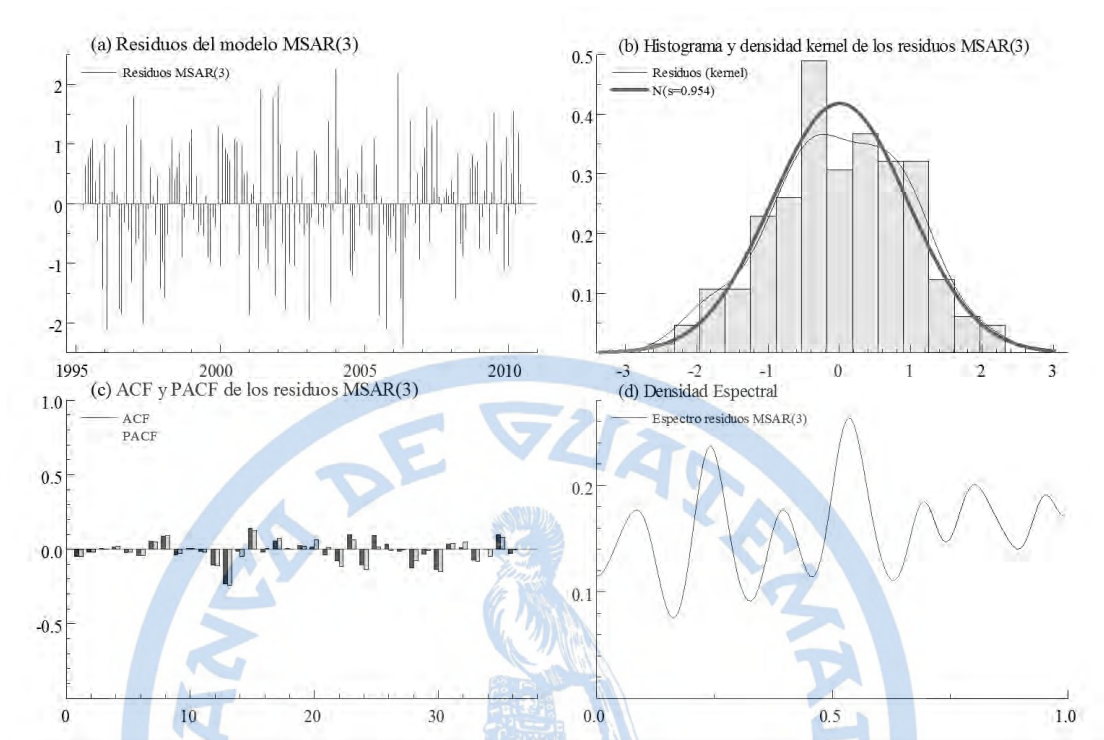 (a) Residuos del modelo MSAR(3)
Residuos MSAR(3)
2
1
0
-1
-2
1995 2000 2005 2010
(b) Histograma y densidad kernel de los residuos MSAR(3)
Residuos (kernel)
N(s=0.954)
0.5
0.4
0.3
0.2
0.1
-3 -2 -1 0 1 2 3
(c) ACF y PACF de los residuos MSAR(3)
ACF
PACF
1.0
0.5
0.0
-0.5
0 10 20 30
(d) Densidad Espectral
Espectro residuos MSAR(3)
0.2
0.1
0.0 0.5 1.0
ANCA DE GUATEMA